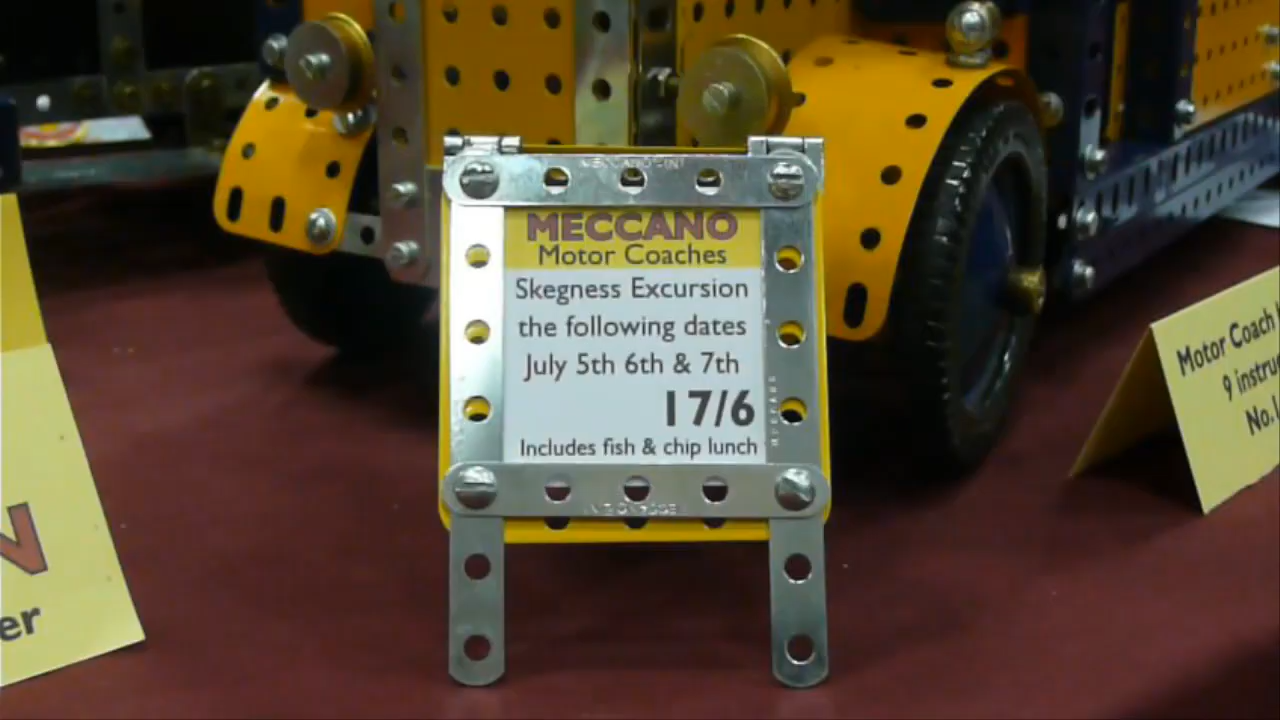 MECCANO
Motor Coaches
Skegness Excursion
the following dates
July 5th 6th & 7th
17/6
Includes fish & chip lunch
Motor Coach
9 instru
No.
N
er